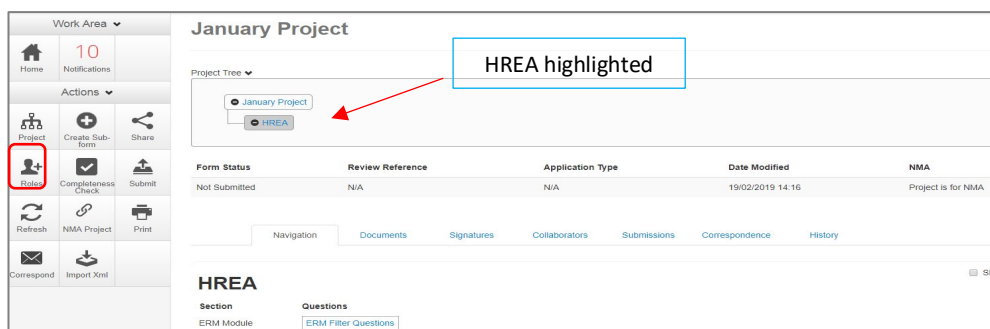 Work Area
10
Home
Notifications
Actions
Project
Create Sub-
form
Share
Roles
Completeness
Check
Submit
Refresh
NMA Project
Print
Correspond
Import Xml
January Project
HREA highlighted
Project Tree
January Project
HREA
Form Status Review Reference Application Type Date Modified NMA
Not Submitted N/A N/A 19/02/2019 14:16 Project is for NMA
Navigation Documents Signatures Collaborators Submissions Correspondence History
HREA
Section Questions
ERM Module ERM Filter Questions